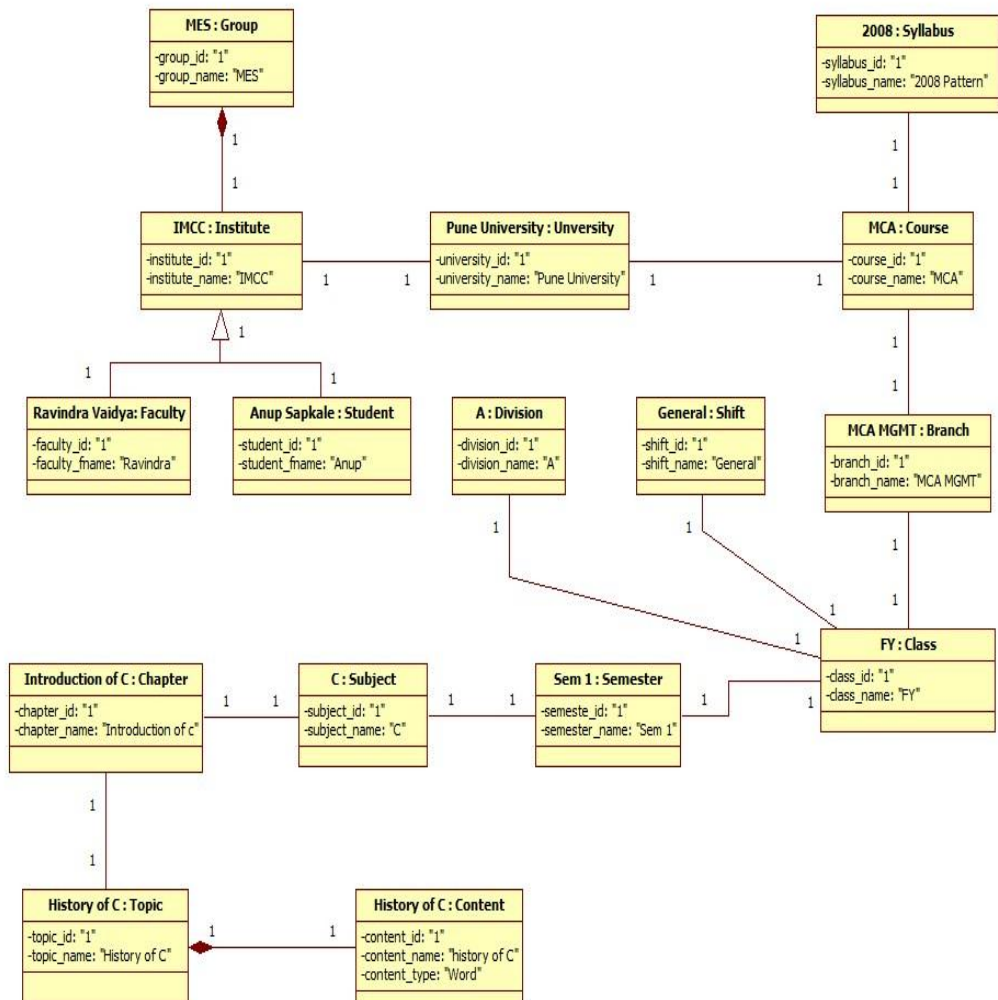 MES : Group
-group_id: "1"
-group_name: "MES"
1
1
2008 : Syllabus
-syllabus_id: "1"
-syllabus_name: "2008 Pattern"
1
1
IMCC : Institute
-institute_id: "1"
-institute_name: "IMCC"
1
1
Pune University : Unversity
-university_id: "1"
-university_name: "Pune University"
1
1
MCA : Course
-course_id: "1"
-course_name: "MCA"
1
1
1
1
1
Ravindra Vaidya: Faculty
-faculty_id: "1"
-faculty_fname: "Ravindra"
Anup Sapkale : Student
-student_id: "1"
-student_fname: "Anup"
A : Division
-division_id: "1"
-division_name: "A"
1
1
General : Shift
-shift_id: "1"
-shift_name: "General"
1
1
MCA MGMT : Branch
-branch_id: "1"
-branch_name: "MCA MGMT"
1
1
FY : Class
-class_id: "1"
-class_name: "FY"
Introduction of C : Chapter
-chapter_id: "1"
-chapter_name: "Introduction of c"
1
1
C : Subject
-subject_id: "1"
-subject_name: "C"
1
1
Sem 1 : Semester
-semeste_id: "1"
-semester_name: "Sem 1"
1
1
1
1
History of C : Topic
-topic_id: "1"
-topic_name: "History of C"
1
1
History of C : Content
-content_id: "1"
-content_name: "history of C"
-content_type: "Word"